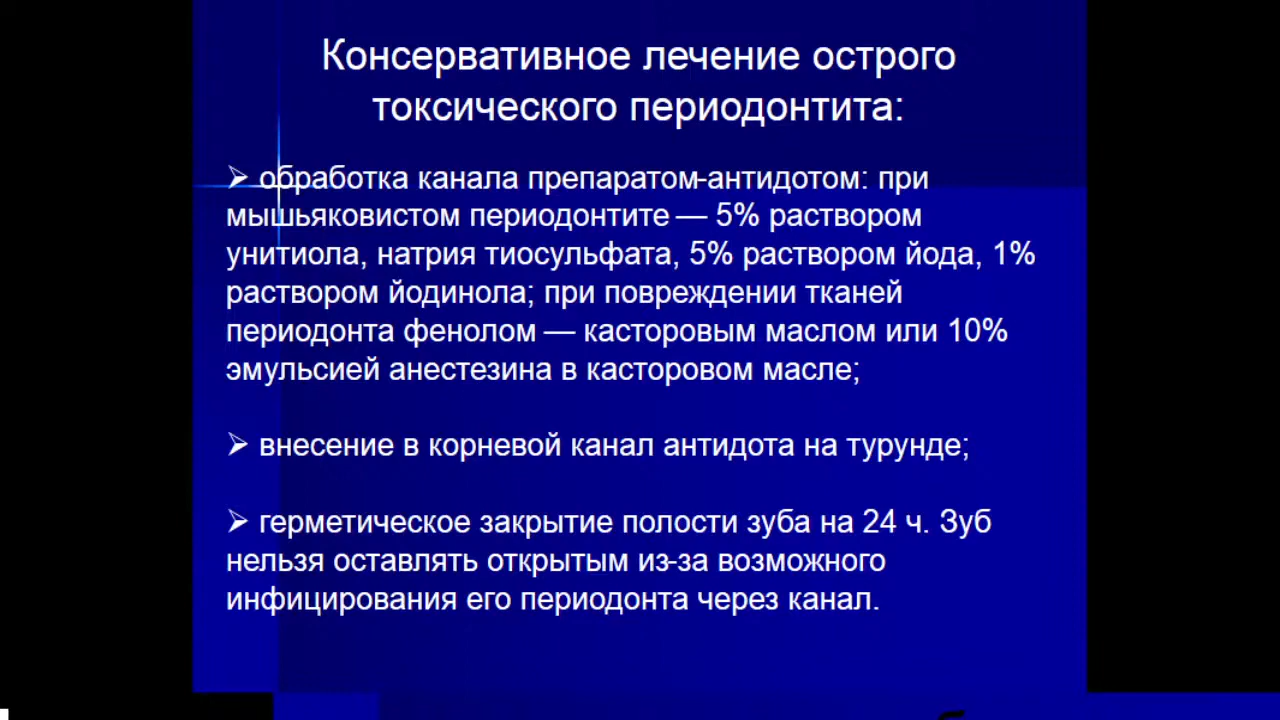 Консервативное лечение острого
токсического периодонтита:
➢ обработка канала препаратом-антидотом: при
мышьяковистом периодонтите — 5% раствором
унитиола, натрия тиосульфата, 5% раствором йода, 1%
раствором йодинола; при повреждении тканей
периодонта фенолом — касторовым маслом или 10%
эмульсией анестезина в касторовом масле;
➢ внесение в корневой канал антидота на турунде;
➢ герметическое закрытие полости зуба на 24 ч. Зуб
нельзя оставлять открытым из-за возможного
инфицирования его периодонта через канал.